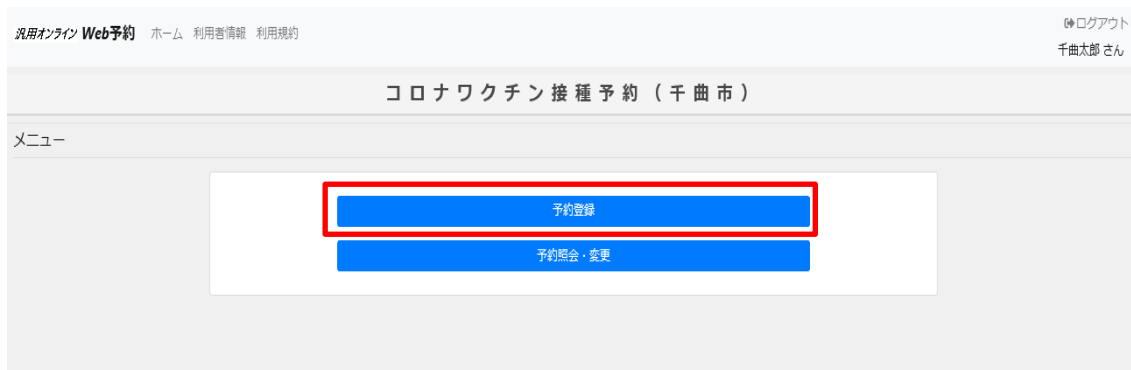 汎用オンライン Web予約 ホーム 利用者情報 利用規約 ログアウト
千曲太郎 さん
コロナワクチン接種予約（千曲市）
メニュー
予約登録
予約照会・変更